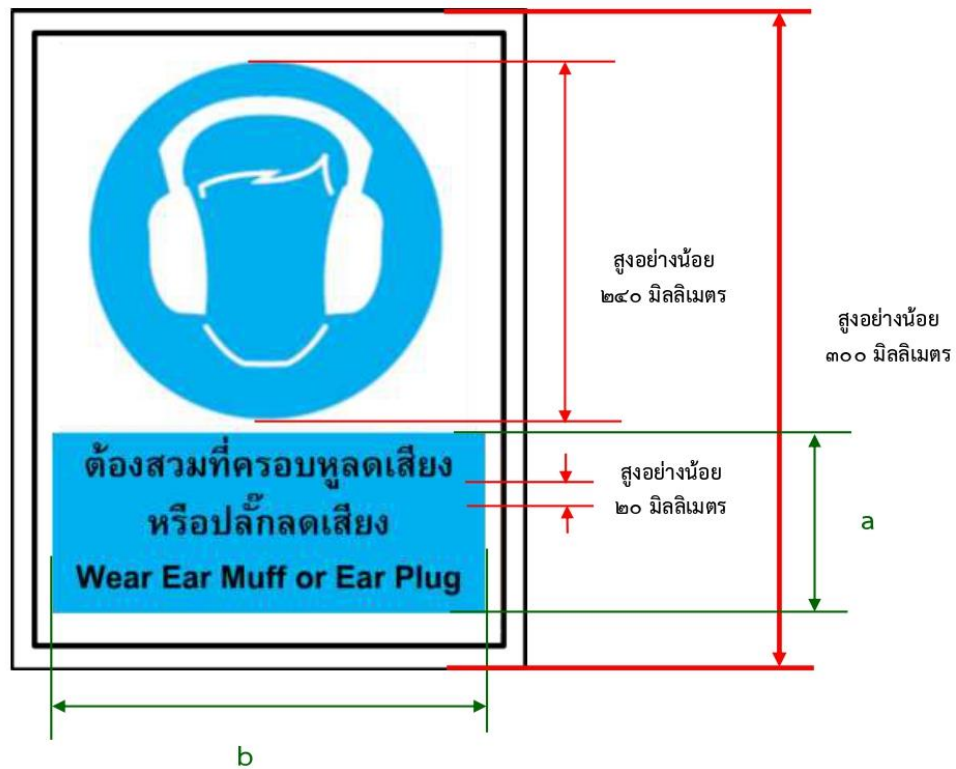 สูงอย่างน้อย
๒๔๐ มิลลิเมตร
สูงอย่างน้อย
๓๐๐ มิลลิเมตร
ต้องสวมที่ครอบหูลดเสียง
หรือปลั๊กลดเสียง
Wear Ear Muff or Ear Plug
สูงอย่างน้อย
๒๐ มิลลิเมตร
a
b